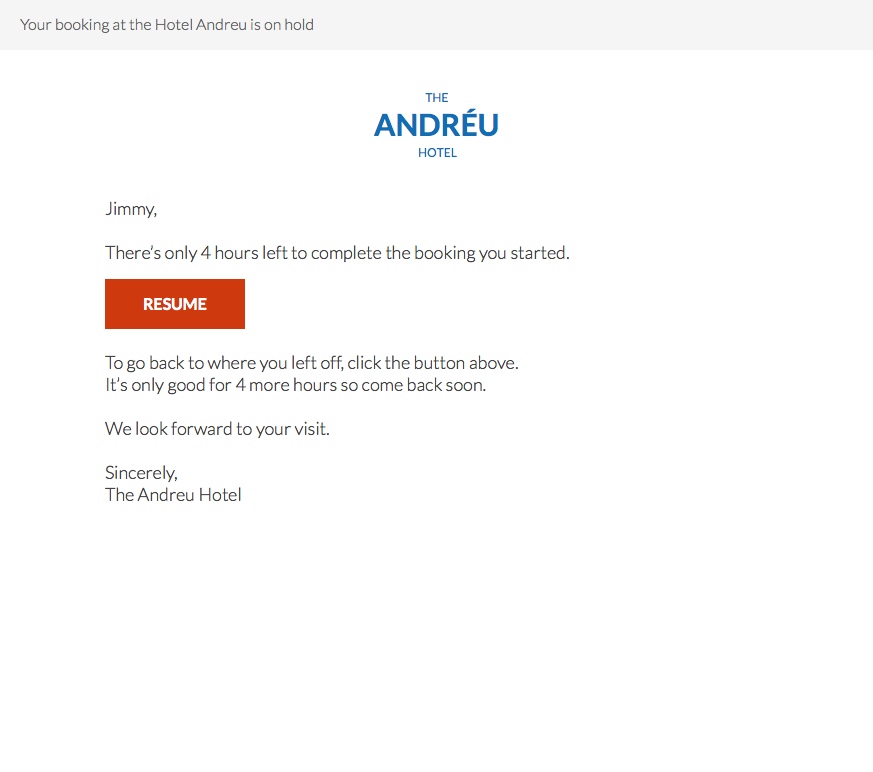 Your booking at the Hotel Andreu is on hold
THE
ANDRÉU
HOTEL
Jimmy,
There's only 4 hours left to complete the booking you started.
RESUME
To go back to where you left off, click the button above.
It's only good for 4 more hours so come back soon.
We look forward to your visit.
Sincerely,
The Andreu Hotel